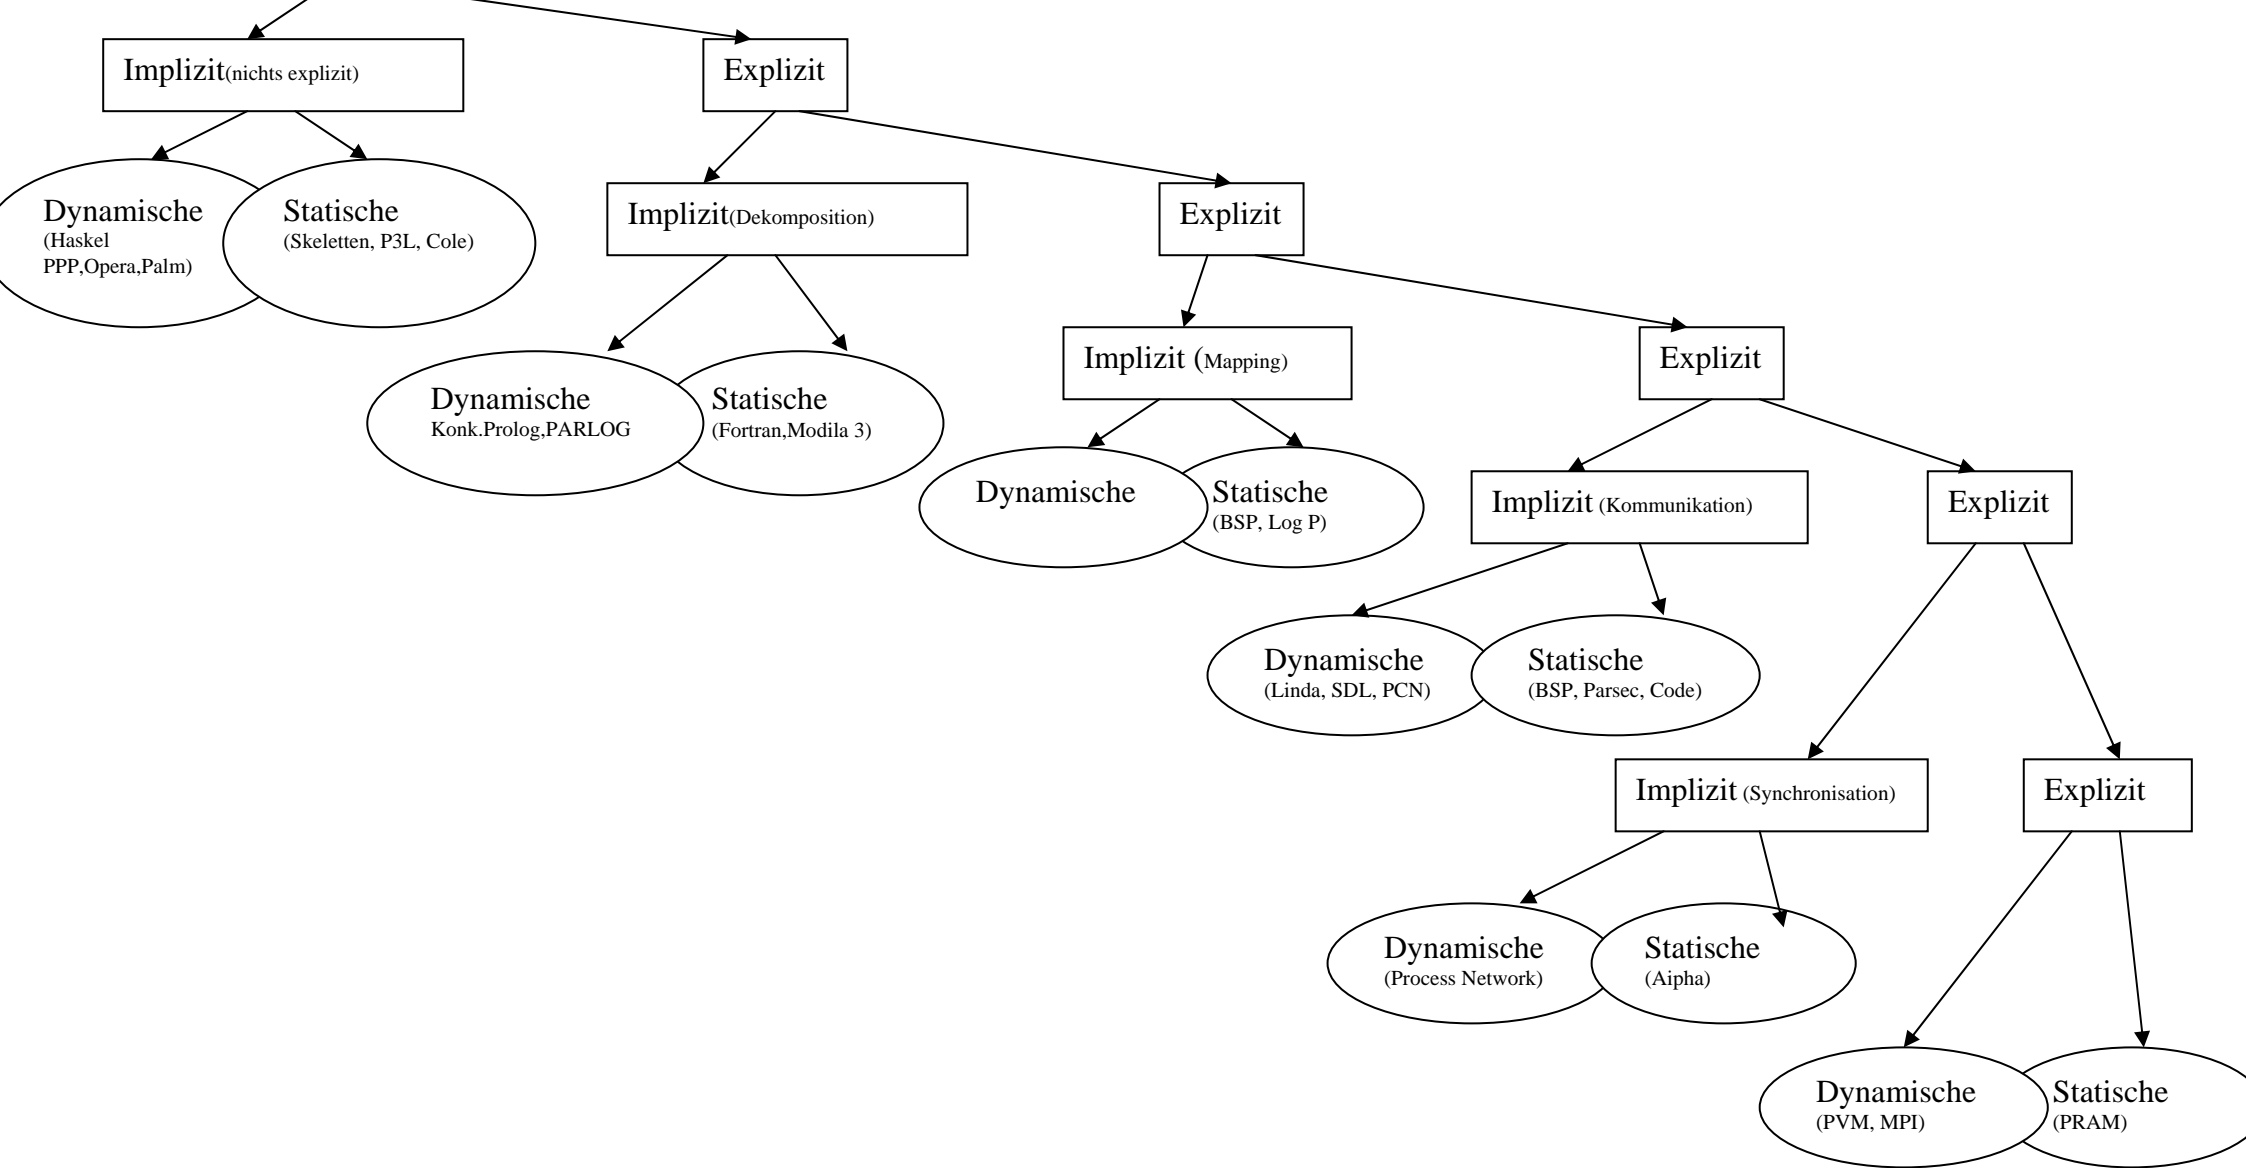 Implizit(nichts explizit)
Explizit
Dynamische
(Haskel
PPP,Opera,Palm)
Statische
(Skeletten, P3L, Cole)
Implizit(Dekomposition)
Explizit
Dynamische
Konk.Prolog,PARLOG
Statische
(Fortran,Modila 3)
Implizit (Mapping)
Explizit
Dynamische
Statische
(BSP, Log P)
Implizit (Kommunikation)
Explizit
Dynamische
(Linda, SDL, PCN)
Statische
(BSP, Parsec, Code)
Implizit (Synchronisation)
Explizit
Dynamische
(Process Network)
Statische
(Aipha)
Dynamische
(PVM, MPI)
Statische
(PRAM)